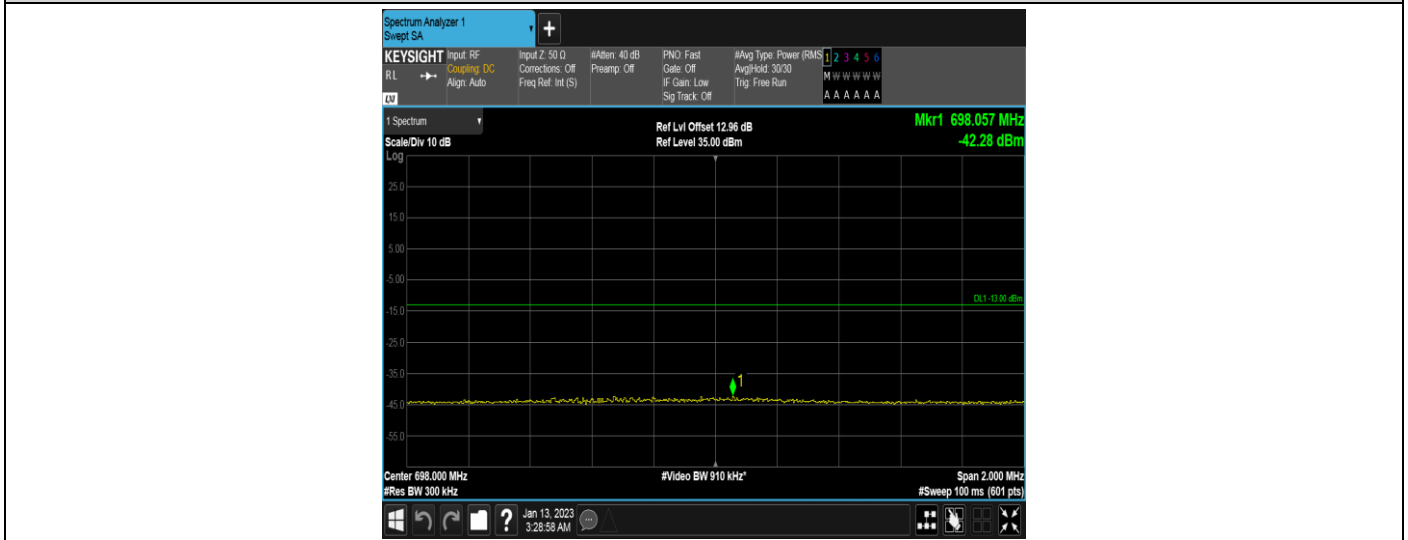 Spectrum Analyzer 1
Swept SA
+
KEYSIGHT Input: RF Input Z: 50 Ω #Atten: 40 dB PNO: Fast #Avg Type: Power (RMS 1 2 3 4 5 6
RL Coupling: DC Corrections: Off Preamp: Off Gate: Off Avg|Hold: 30/30 M W W W W W
Align: Auto Freq Ref: Int (S) IF Gain: Low Trig: Free Run
Sig Track: Off A A A A A A
LXI
1 Spectrum Ref Lvl Offset 12.96 dB Mkr1 698.057 MHz
Scale/Div 10 dB Ref Level 35.00 dBm -42.28 dBm
Log
25.0
15.0
5.00
-5.00
DL1 -13.00 dBm
-15.0
-25.0
-35.0
1
-45.0
-55.0
Center 698.000 MHz #Video BW 910 kHz* Span 2.000 MHz
#Res BW 300 kHz #Sweep 100 ms (601 pts)
? Jan 13, 2023
3:28:58 AM